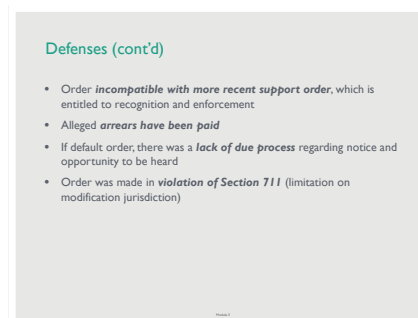 Defenses (cont'd)
• Order incompatible with more recent support order, which is
entitled to recognition and enforcement
• Alleged arrears have been paid
• If default order, there was a lack of due process regarding notice and
opportunity to be heard
• Order was made in violation of Section 711 (limitation on
modification jurisdiction)